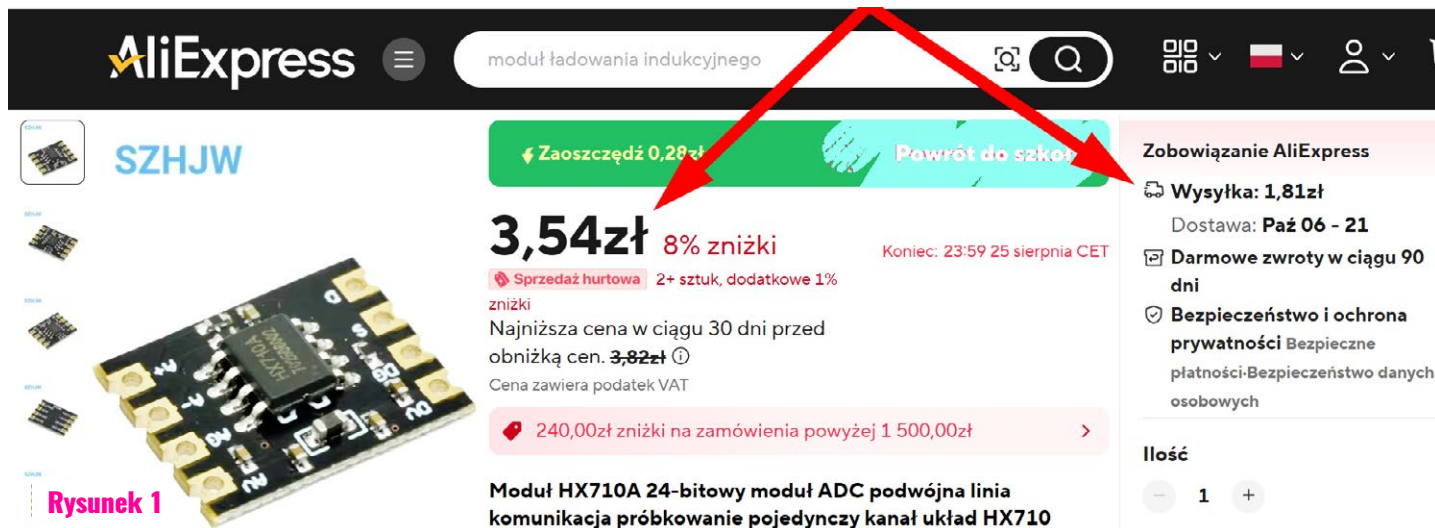 AliExpress
moduł ładowania indukcyjnego
SZHJW
Zaoszczędź 0,28zł
Powrót do szkoł
3,54zł 8% zniżki
Koniec: 23:59 25 sierpnia CET
Sprzedaż hurtowa 2+ sztuk, dodatkowe 1%
zniżki
Najniższa cena w ciągu 30 dni przed
obniżką cen. 3,82zł
Cena zawiera podatek VAT
240,00zł zniżki na zamówienia powyżej 1 500,00zł
Moduł HX710A 24-bitowy moduł ADC podwójna linia
komunikacja próbkowanie pojedynczy kanał układ HX710
Zobowiązanie AliExpress
Wysyłka: 1,81zł
Dostawa: Paź 06 - 21
Darmowe zwroty w ciągu 90
dni
Bezpieczeństwo i ochrona
prywatności Bezpieczne
płatności·Bezpieczeństwo danych
osobowych
Ilość
- 1 +
HX710A
Rysunek 1